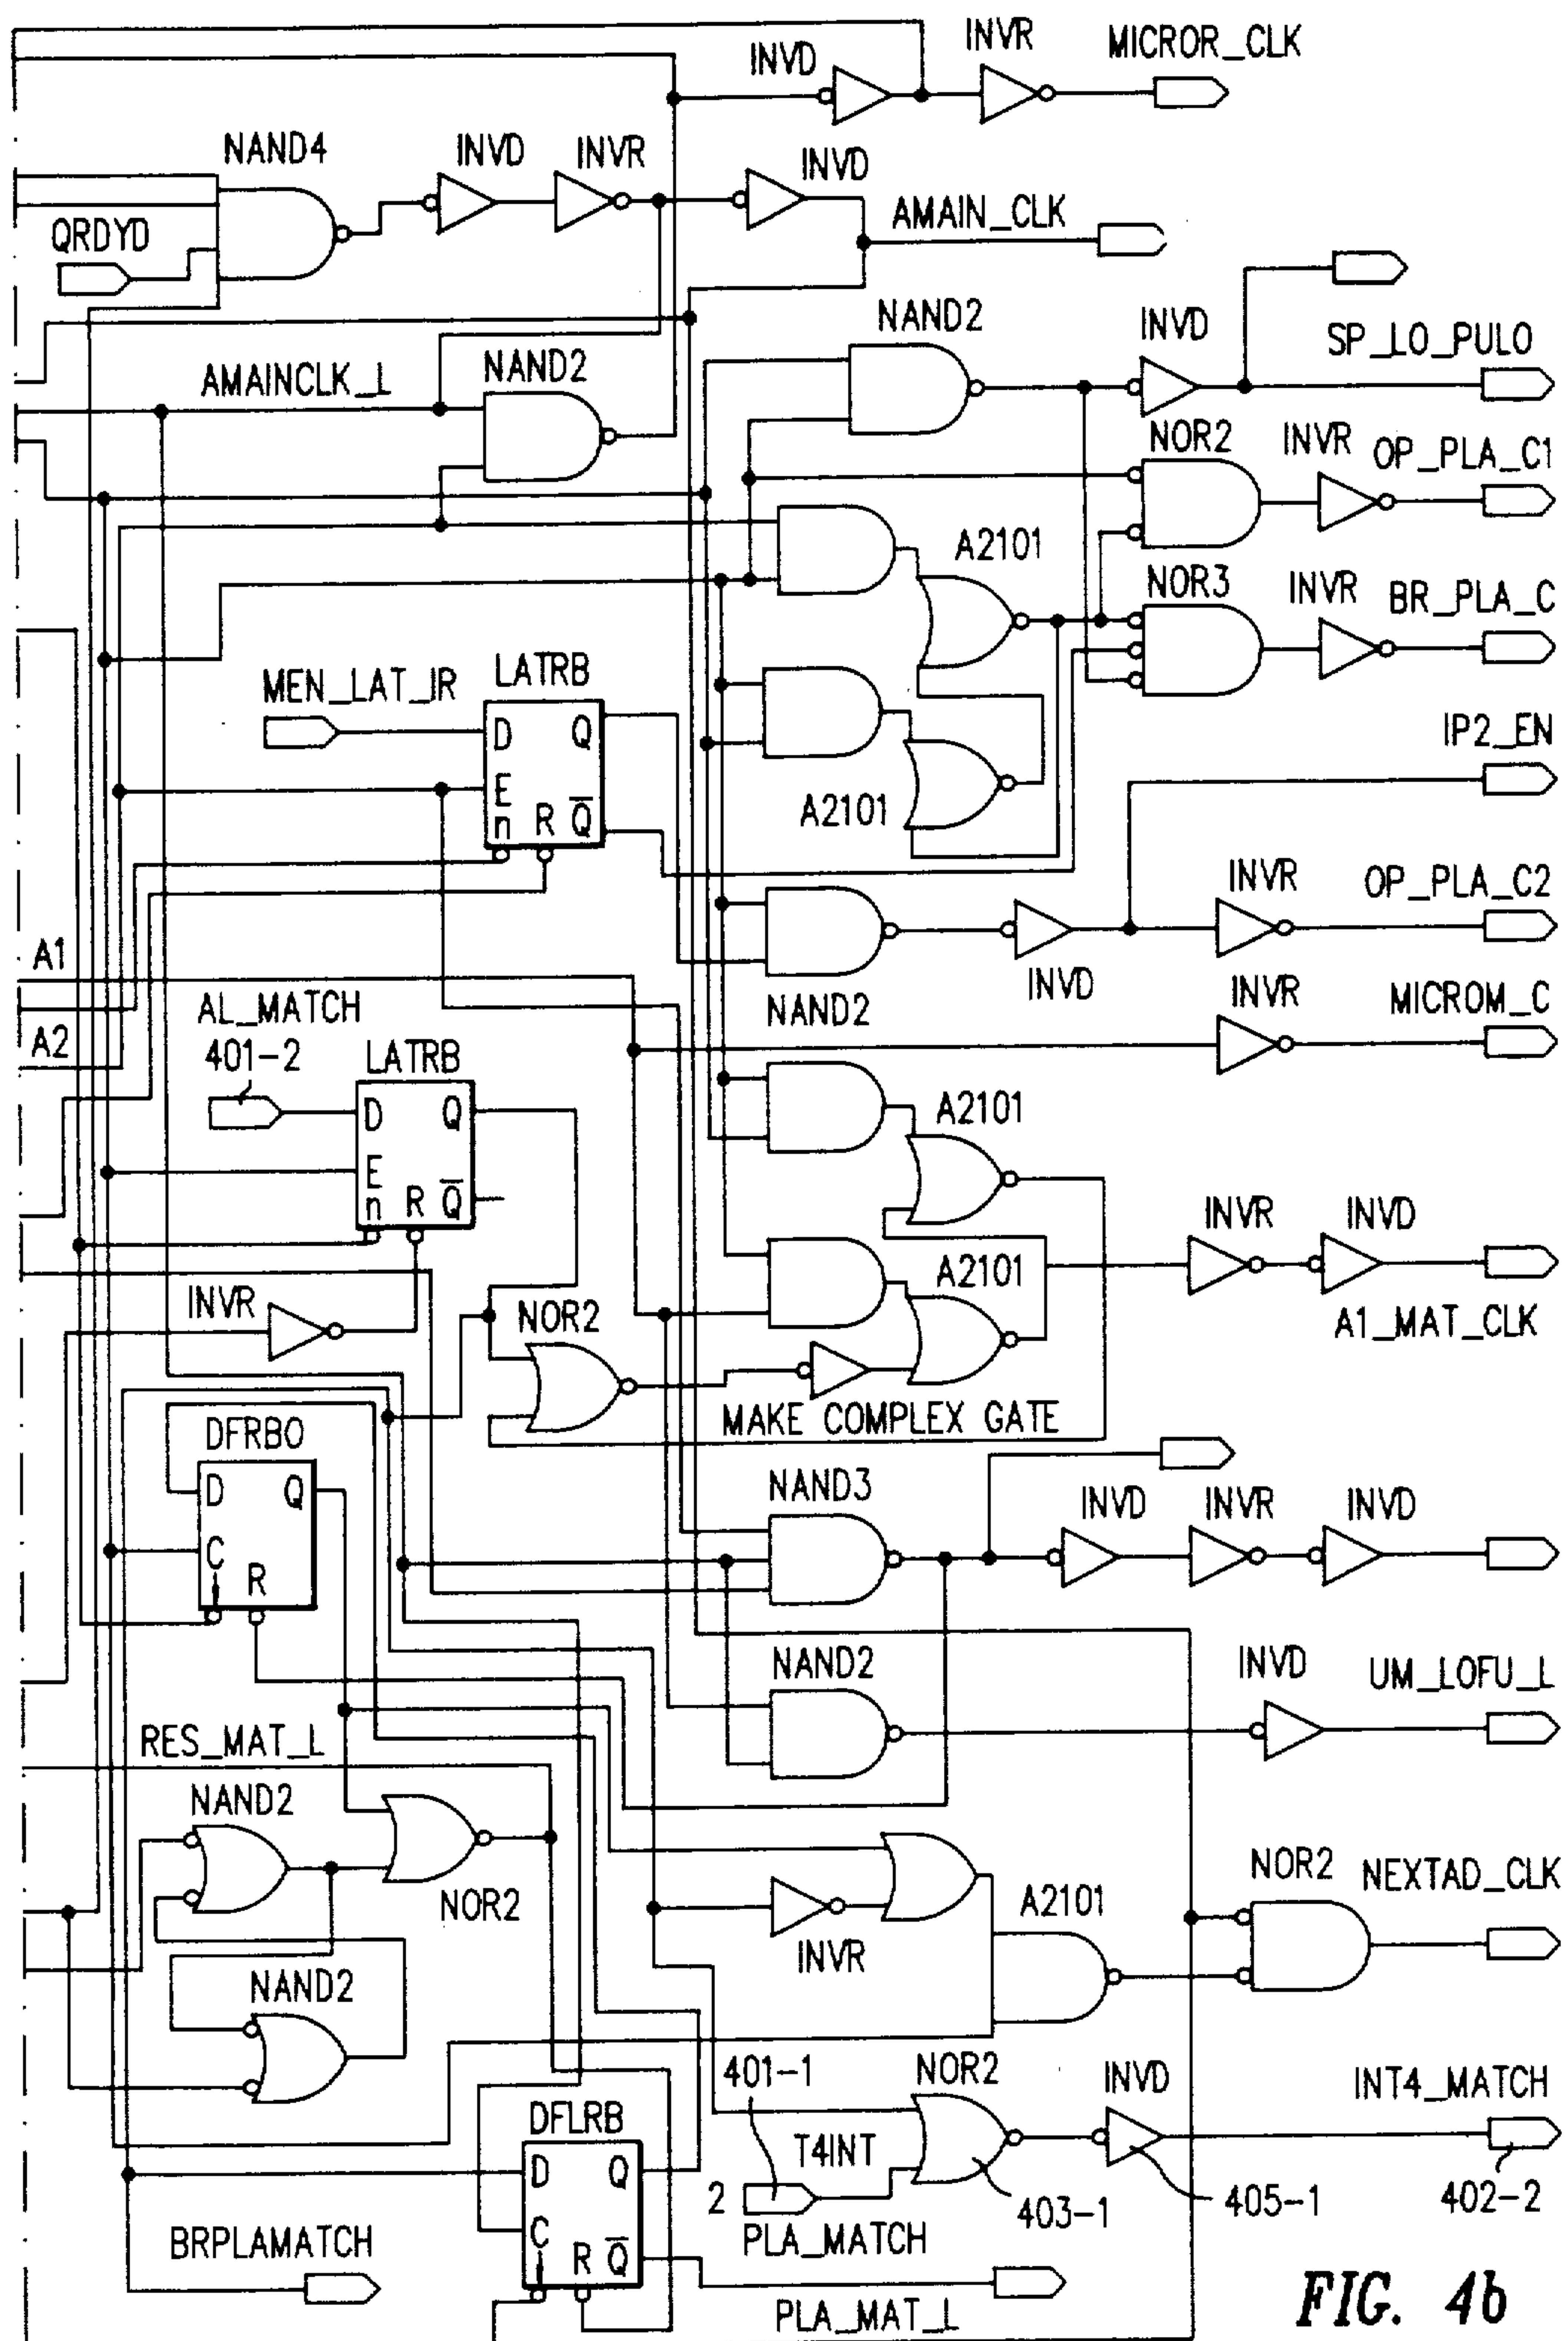 INVD
INVR
MICROR_CLK
NAND4
INVD
INVR
INVD
QRDYD
AMAIN_CLK
NAND2
INVD
SP_LO_PULO
AMAINCLK_L
NAND2
NOR2
INVR
OP_PLA_C1
A2101
NOR3
INVR
BR_PLA_C
MEN_LAT_IR
LATRB
D Q
E
n R Q
IP2_EN
A2101
INVR
OP_PLA_C2
A1
INVD
AL_MATCH
NAND2
INVR
MICROM_C
A2
401-2
LATRB
D Q
A2101
E
n R Q
INVR
INVD
INVR
NOR2
A2101
A1_MAT_CLK
MAKE COMPLEX GATE
DFRBO
D Q
NAND3
INVD
INVR
INVD
C
R
NAND2
INVD
UM_LOFU_L
RES_MAT_L
NAND2
NOR2
NOR2
NEXTAD_CLK
A2101
INVR
NAND2
401-1
NOR2
INVD
INT4_MATCH
DFLRB
T4INT
D Q
2
403-1
405-1
402-2
C
PLA_MATCH
BRPLAMATCH
R Q
PLA_MAT_L
FIG. 4b